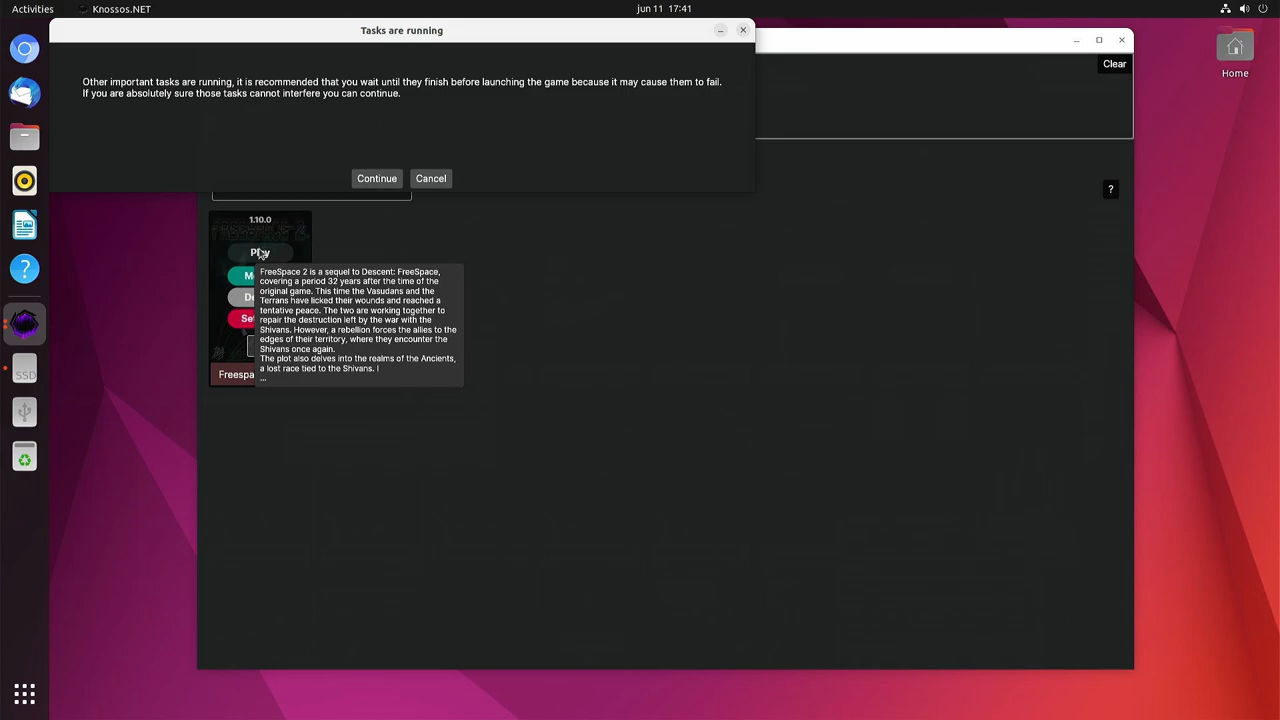 Activities
Knossos.NET
jun 11 17:41
Tasks are running
Other important tasks are running, it is recommended that you wait until they finish before launching the game because it may cause them to fail.
If you are absolutely sure those tasks cannot interfere you can continue.
Continue
Cancel
Clear
Home
?
1.10.0
FreeSpace 2 is a sequel to Descent: FreeSpace,
covering a period 32 years after the time of the
original game. This time the Vasudans and the
Terrans have licked their wounds and reached a
tentative peace. The two are working together to
repair the destruction left by the war with the
Shivans. However, a rebellion forces the allies to the
edges of their territory, where they encounter the
Shivans once again.
The plot also delves into the realms of the Ancients,
a lost race tied to the Shivans. I
...
Freespa
SSD